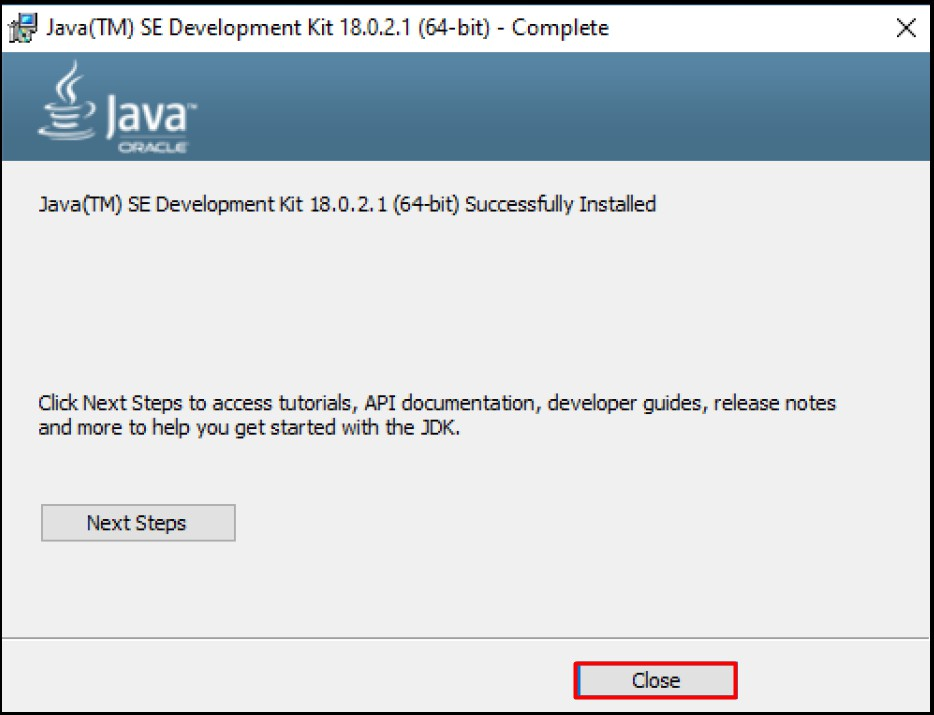 Java(TM) SE Development Kit 18.0.2.1 (64-bit) - Complete
Java™
ORACLE
Java(TM) SE Development Kit 18.0.2.1 (64-bit) Successfully Installed
Click Next Steps to access tutorials, API documentation, developer guides, release notes
and more to help you get started with the JDK.
Next Steps
Close